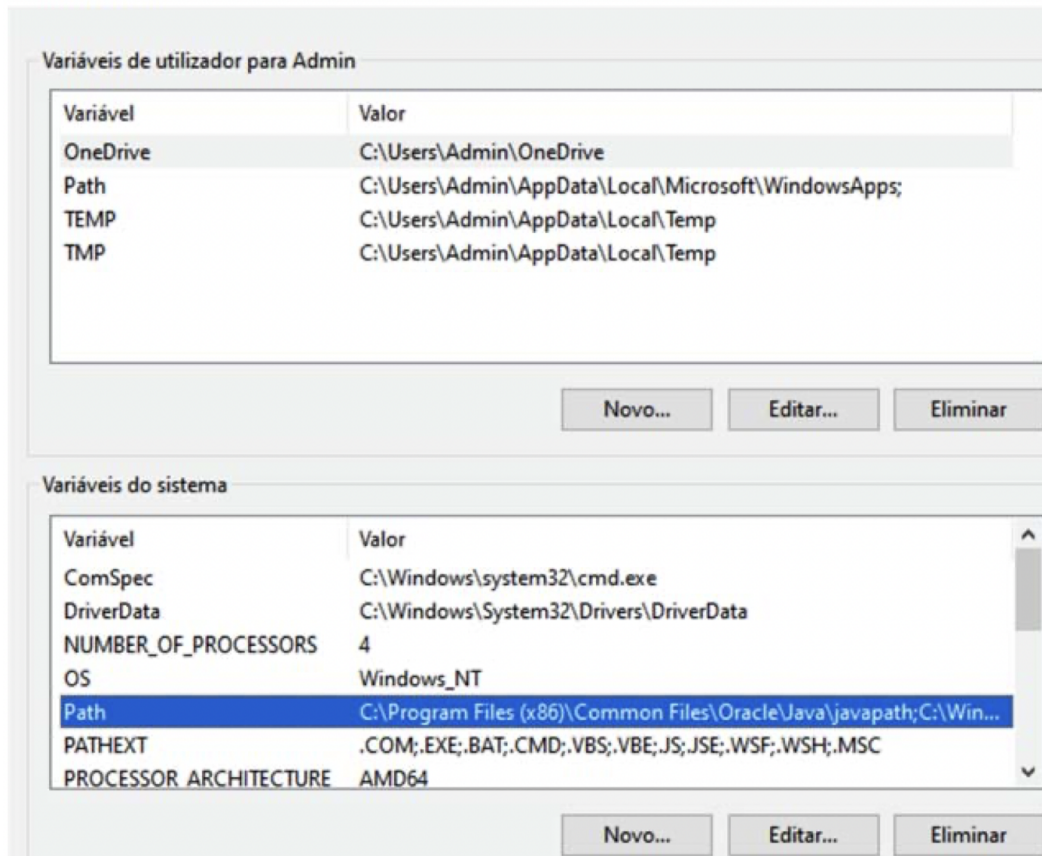 Variáveis de utilizador para Admin
Variável Valor
OneDrive C:\Users\Admin\OneDrive
Path C:\Users\Admin\AppData\Local\Microsoft\WindowsApps;
TEMP C:\Users\Admin\AppData\Local\Temp
TMP C:\Users\Admin\AppData\Local\Temp
Novo... Editar... Eliminar
Variáveis do sistema
Variável Valor
ComSpec C:\Windows\system32\cmd.exe
DriverData C:\Windows\System32\Drivers\DriverData
NUMBER_OF_PROCESSORS 4
OS Windows_NT
Path C:\Program Files (x86)\Common Files\Oracle\Java\javapath;C:\Win...
PATHEXT .COM;.EXE;.BAT;.CMD;.VBS;.VBE;.JS;.JSE;.WSF;.WSH;.MSC
PROCESSOR_ARCHITECTURE AMD64
Novo... Editar... Eliminar